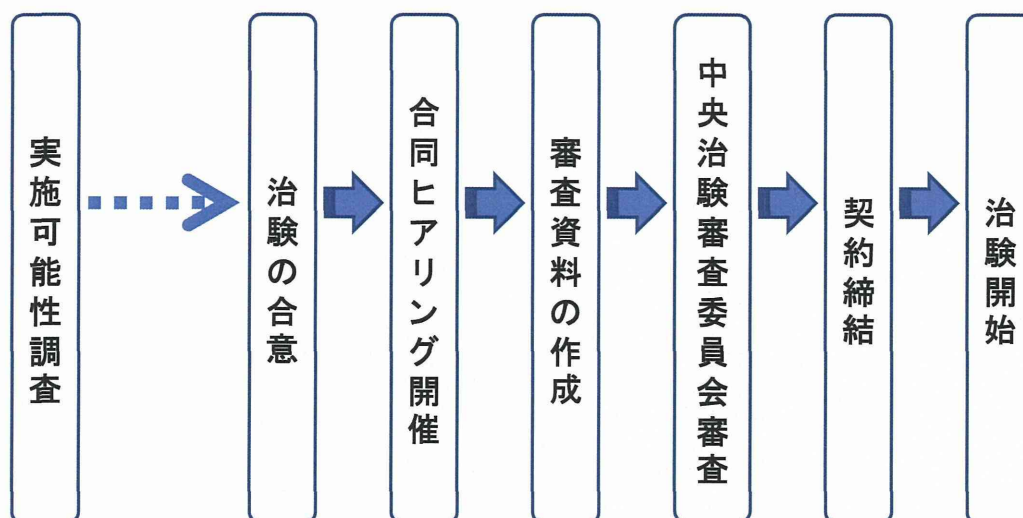 実施可能性調査
治験の合意
合同ヒアリング開催
審査資料の作成
中央治験審査委員会審査
契約締結
治験開始